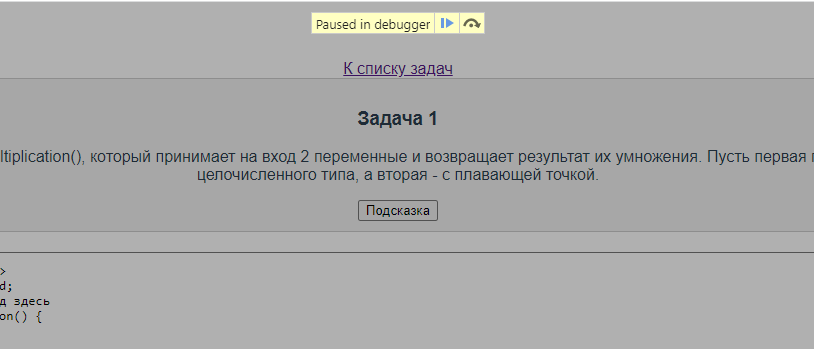 Paused in debugger
К списку задач
Задача 1
ltiplication(), который принимает на вход 2 переменные и возвращает результат их умножения. Пусть первая
целочисленного типа, а вторая - с плавающей точкой.
Подсказка
>
d;
д здесь
on() {